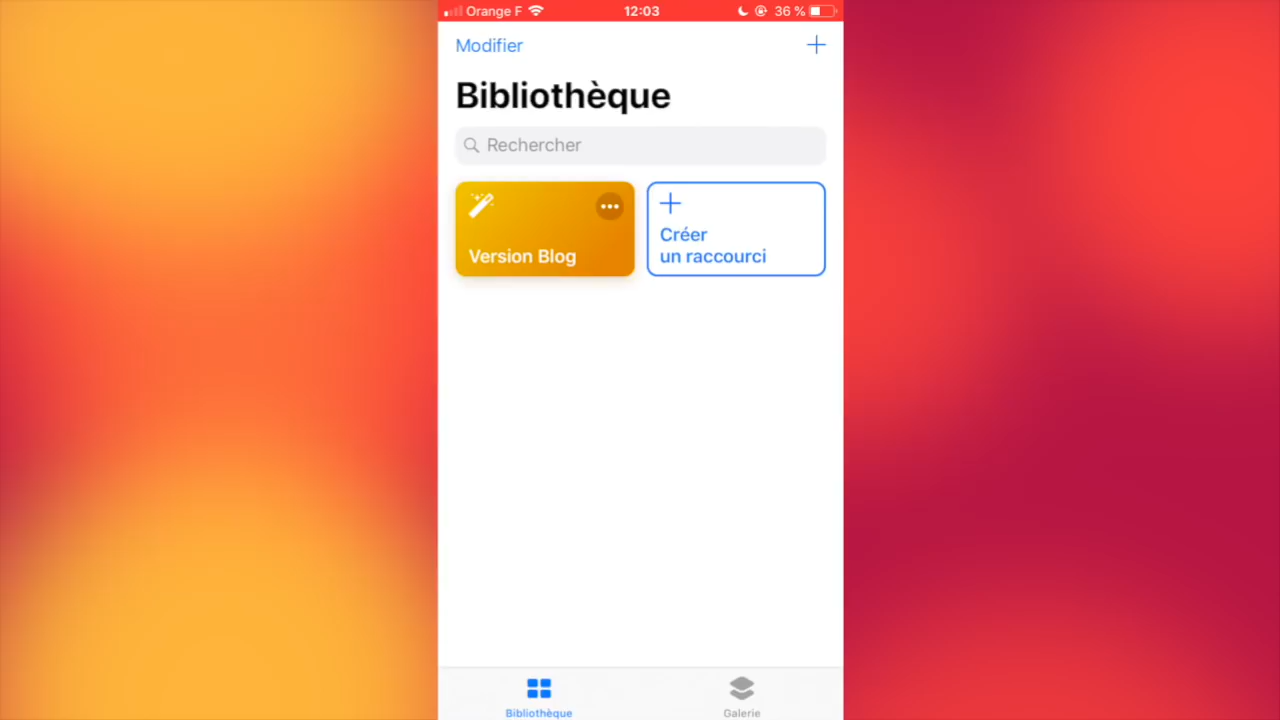 Orange F 12:03 36 %
Modifier
Bibliothèque
Rechercher
Version Blog
Créer
un raccourci
Bibliothèque Galerie